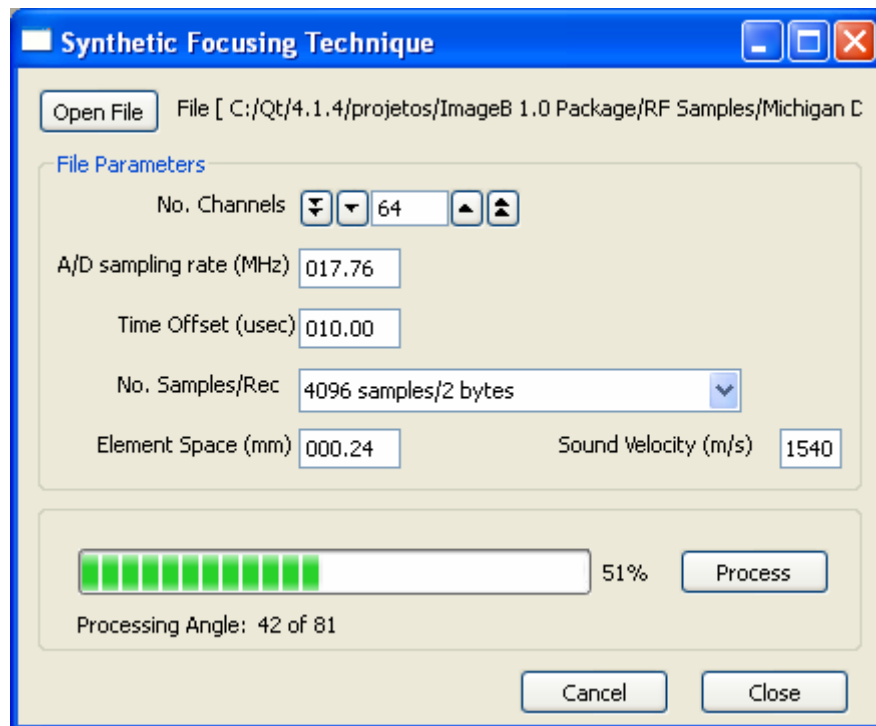 Synthetic Focusing Technique
Open File File [ C:/Qt/4.1.4/projetos/ImageB 1.0 Package/RF Samples/Michigan D
File Parameters
No. Channels 64
A/D sampling rate (MHz) 017.76
Time Offset (usec) 010.00
No. Samples/Rec 4096 samples/2 bytes
Element Space (mm) 000.24 Sound Velocity (m/s) 1540
51% Process
Processing Angle: 42 of 81
Cancel Close